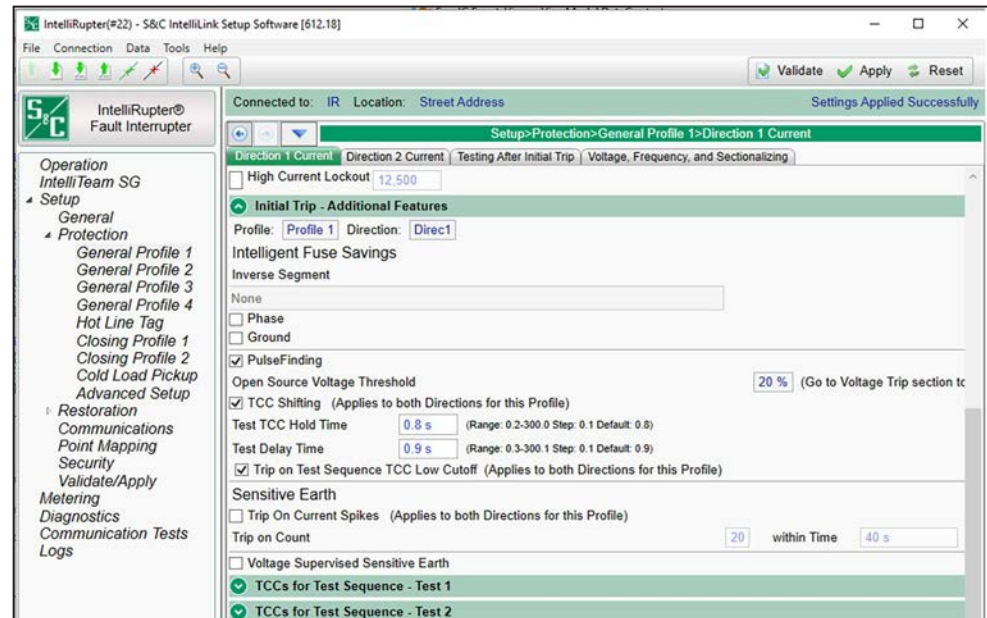 IntelliRupter(#22) - S&C IntelliLink Setup Software [612.18]
File Connection Data Tools Help
Validate Apply Reset
S&C
IntelliRupter®
Fault Interrupter
Connected to: IR Location: Street Address Settings Applied Successfully
Setup>Protection>General Profile 1>Direction 1 Current
Direction 1 Current Direction 2 Current Testing After Initial Trip Voltage, Frequency, and Sectionalizing
Operation
IntelliTeam SG
Setup
General
Protection
General Profile 1
General Profile 2
General Profile 3
General Profile 4
Hot Line Tag
Closing Profile 1
Closing Profile 2
Cold Load Pickup
Advanced Setup
Restoration
Communications
Point Mapping
Security
Validate/Apply
Metering
Diagnostics
Communication Tests
Logs
High Current Lockout 12,500
Initial Trip - Additional Features
Profile: Profile 1 Direction: Direc1
Intelligent Fuse Savings
Inverse Segment
None
Phase
Ground
PulseFinding
Open Source Voltage Threshold 20 % (Go to Voltage Trip section to
TCC Shifting (Applies to both Directions for this Profile)
Test TCC Hold Time 0.8 s (Range: 0.2-300.0 Step: 0.1 Default: 0.8)
Test Delay Time 0.9 s (Range: 0.3-300.1 Step: 0.1 Default: 0.9)
Trip on Test Sequence TCC Low Cutoff (Applies to both Directions for this Profile)
Sensitive Earth
Trip On Current Spikes (Applies to both Directions for this Profile)
Trip on Count 20 within Time 40 s
Voltage Supervised Sensitive Earth
TCCs for Test Sequence - Test 1
TCCs for Test Sequence - Test 2